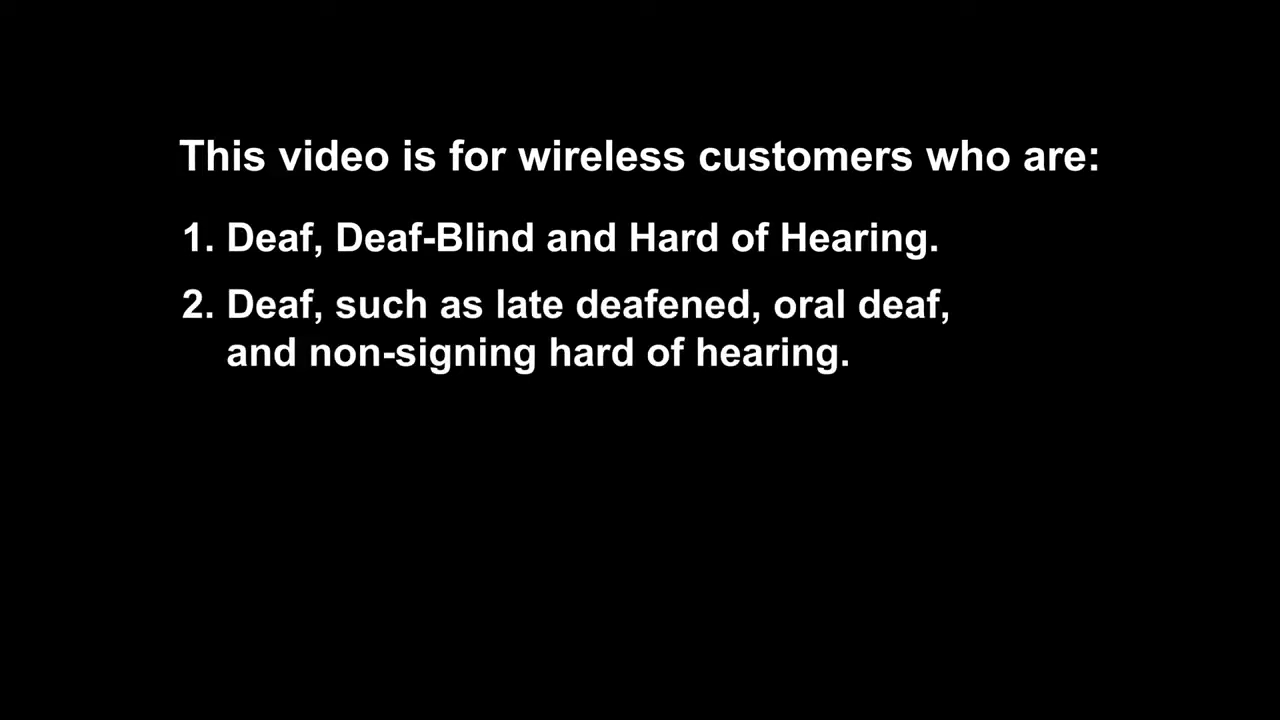 This video is for wireless customers who are:
1. Deaf, Deaf-Blind and Hard of Hearing.
2. Deaf, such as late deafened, oral deaf,
and non-signing hard of hearing.